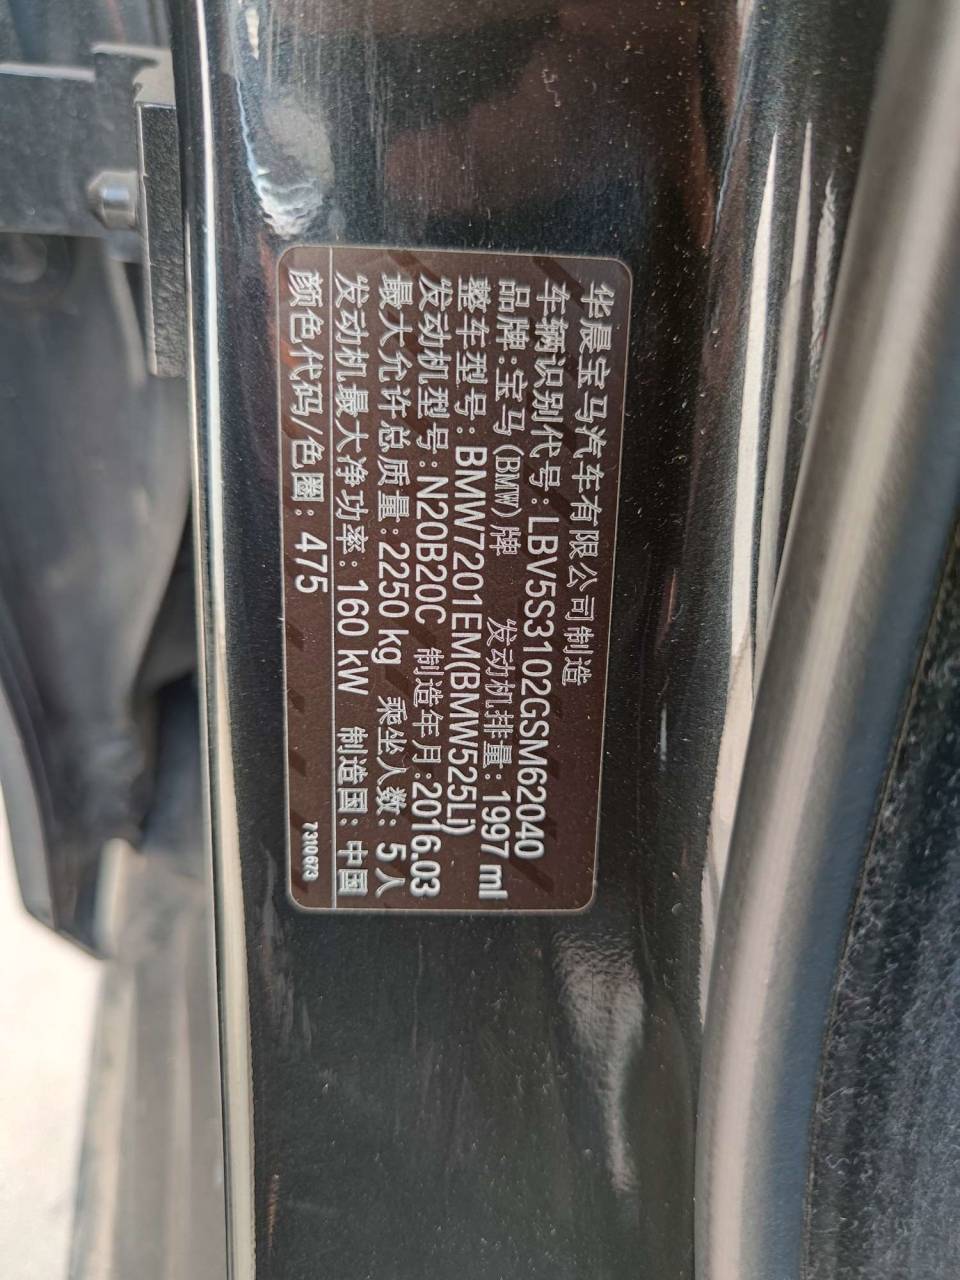 华晨宝马汽车有限公司制造
车辆识别代号：LBV5S3102GSM62040
品牌：宝马(BMW)牌 发动机排量：1997 ml
整车型号：BMW7201EM(BMW525Li)
发动机型号：N20B20C 制造年月：2016.03
最大允许总质量：2250 kg 乘坐人数：5人
发动机最大净功率：160 kW 制造国：中国
颜色代码/色圈：475 7310673